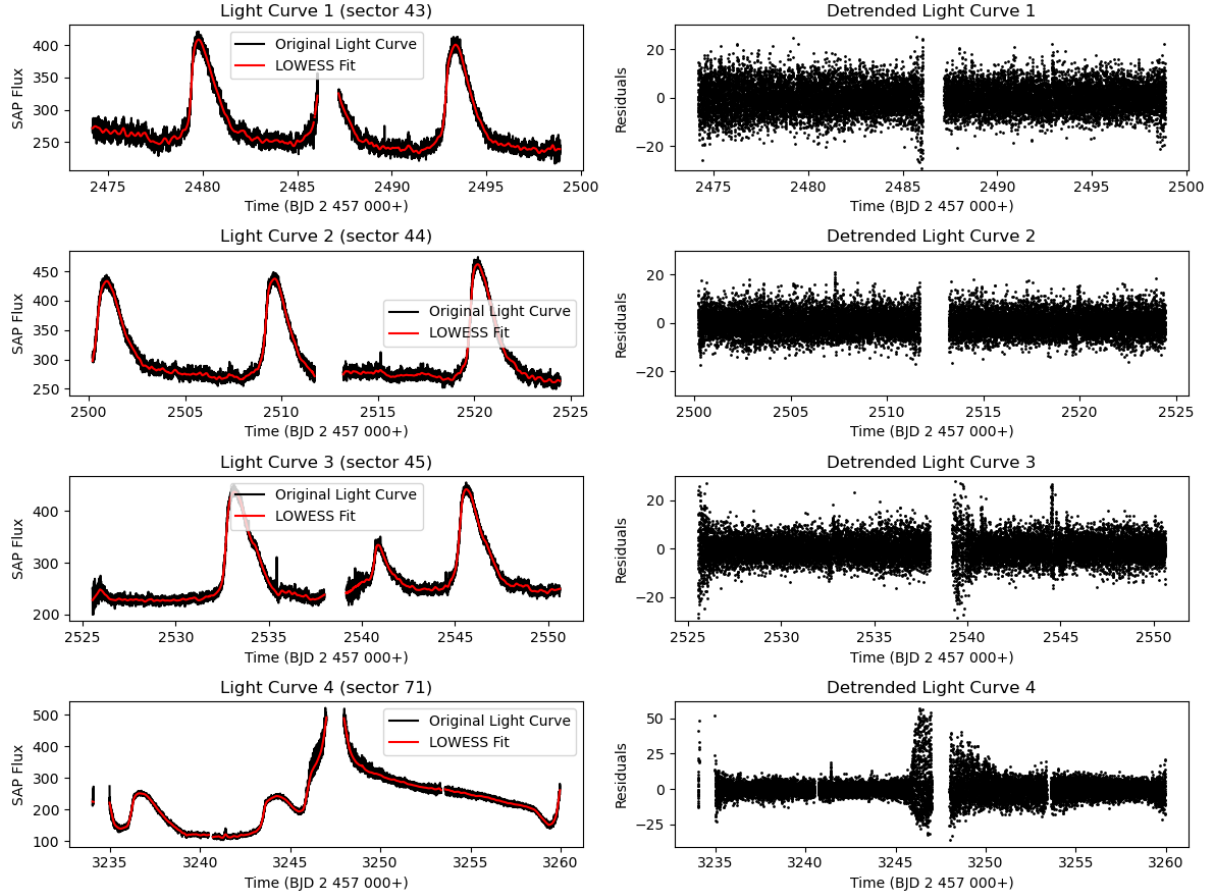 Light Curve 1 (sector 43)
400
350
300
250
SAP Flux
Original Light Curve
LOWESS Fit
2475 2480 2485 2490 2495 2500
Time (BJD 2 457 000+)
Detrended Light Curve 1
20
0
−20
Residuals
2475 2480 2485 2490 2495 2500
Time (BJD 2 457 000+)
Light Curve 2 (sector 44)
450
400
350
300
250
SAP Flux
Original Light Curve
LOWESS Fit
2500 2505 2510 2515 2520 2525
Time (BJD 2 457 000+)
Detrended Light Curve 2
20
0
−20
Residuals
2500 2505 2510 2515 2520 2525
Time (BJD 2 457 000+)
Light Curve 3 (sector 45)
400
300
200
SAP Flux
Original Light Curve
LOWESS Fit
2525 2530 2535 2540 2545 2550
Time (BJD 2 457 000+)
Detrended Light Curve 3
20
0
−20
Residuals
2525 2530 2535 2540 2545 2550
Time (BJD 2 457 000+)
Light Curve 4 (sector 71)
500
400
300
200
100
SAP Flux
Original Light Curve
LOWESS Fit
3235 3240 3245 3250 3255 3260
Time (BJD 2 457 000+)
Detrended Light Curve 4
50
25
0
−25
Residuals
3235 3240 3245 3250 3255 3260
Time (BJD 2 457 000+)